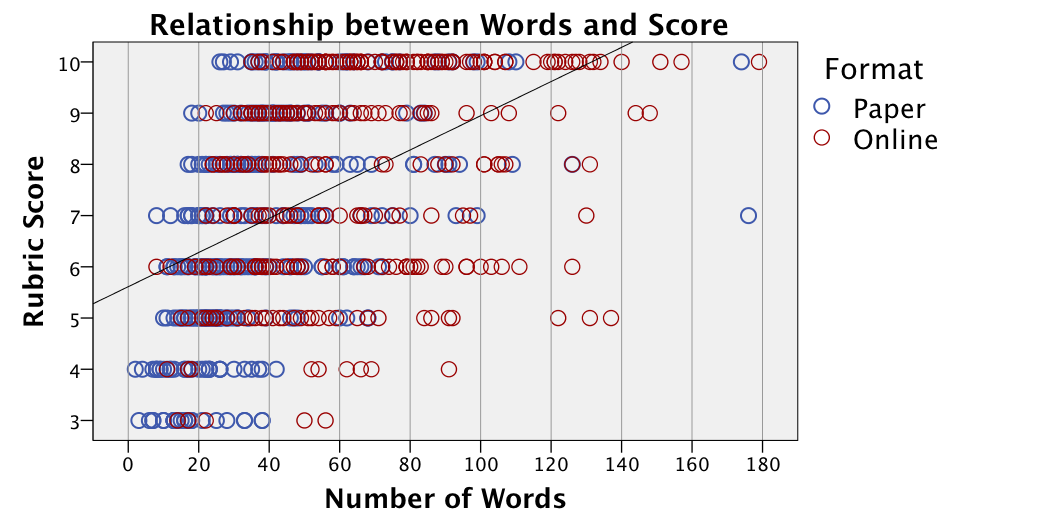 Relationship between Words and Score
Format
Paper
Online
Rubric Score
10
9
8
7
6
5
4
3
0 20 40 60 80 100 120 140 160 180
Number of Words